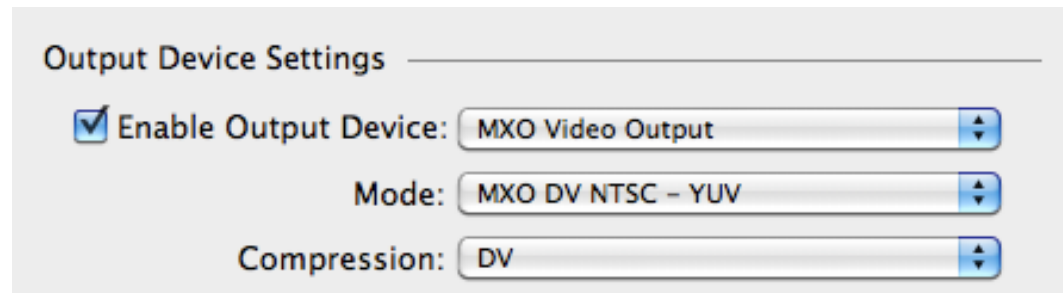 Output Device Settings
Enable Output Device: MXO Video Output
Mode: MXO DV NTSC – YUV
Compression: DV